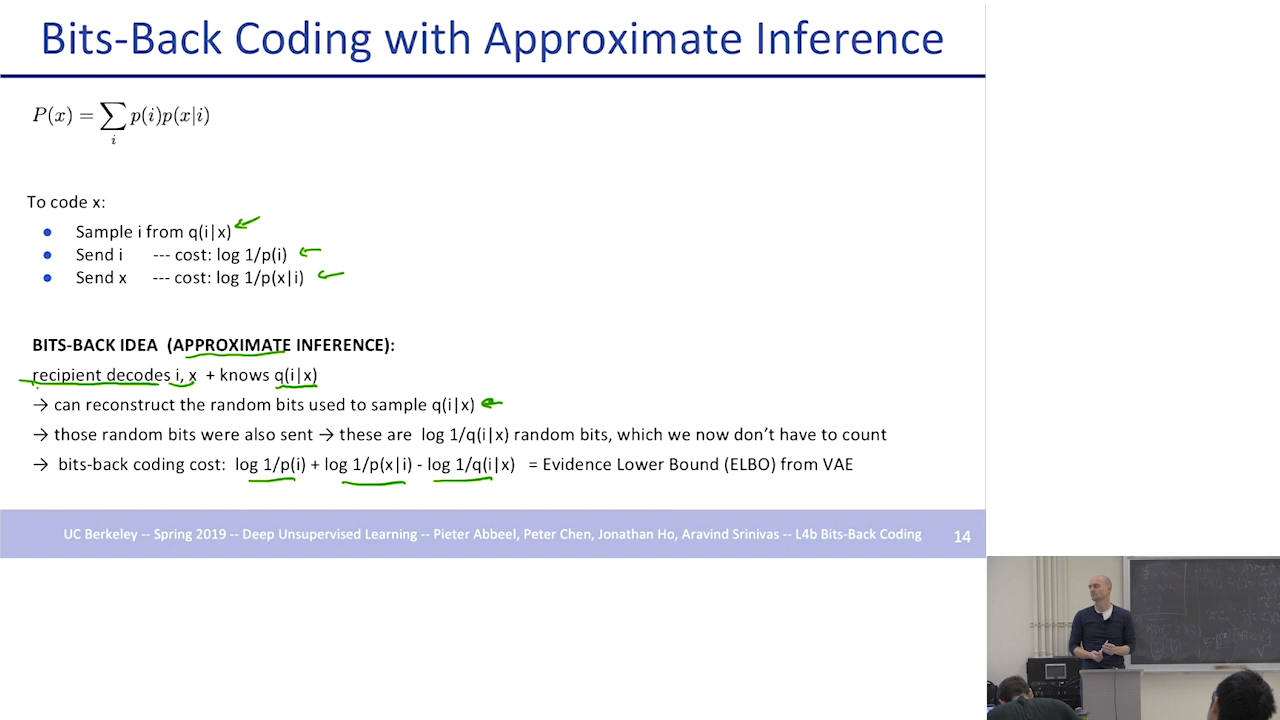 Bits-Back Coding with Approximate Inference
P(x) = ∑_i p(i)p(x|i)
To code x:
● Sample i from q(i|x)
● Send i --- cost: log 1/p(i)
● Send x --- cost: log 1/p(x|i)
BITS-BACK IDEA (APPROXIMATE INFERENCE):
recipient decodes i, x + knows q(i|x)
→ can reconstruct the random bits used to sample q(i|x)
→ those random bits were also sent → these are log 1/q(i|x) random bits, which we now don't have to count
→ bits-back coding cost: log 1/p(i) + log 1/p(x|i) - log 1/q(i|x) = Evidence Lower Bound (ELBO) from VAE
UC Berkeley -- Spring 2019 -- Deep Unsupervised Learning -- Pieter Abbeel, Peter Chen, Jonathan Ho, Aravind Srinivas -- L4b Bits-Back Coding 14